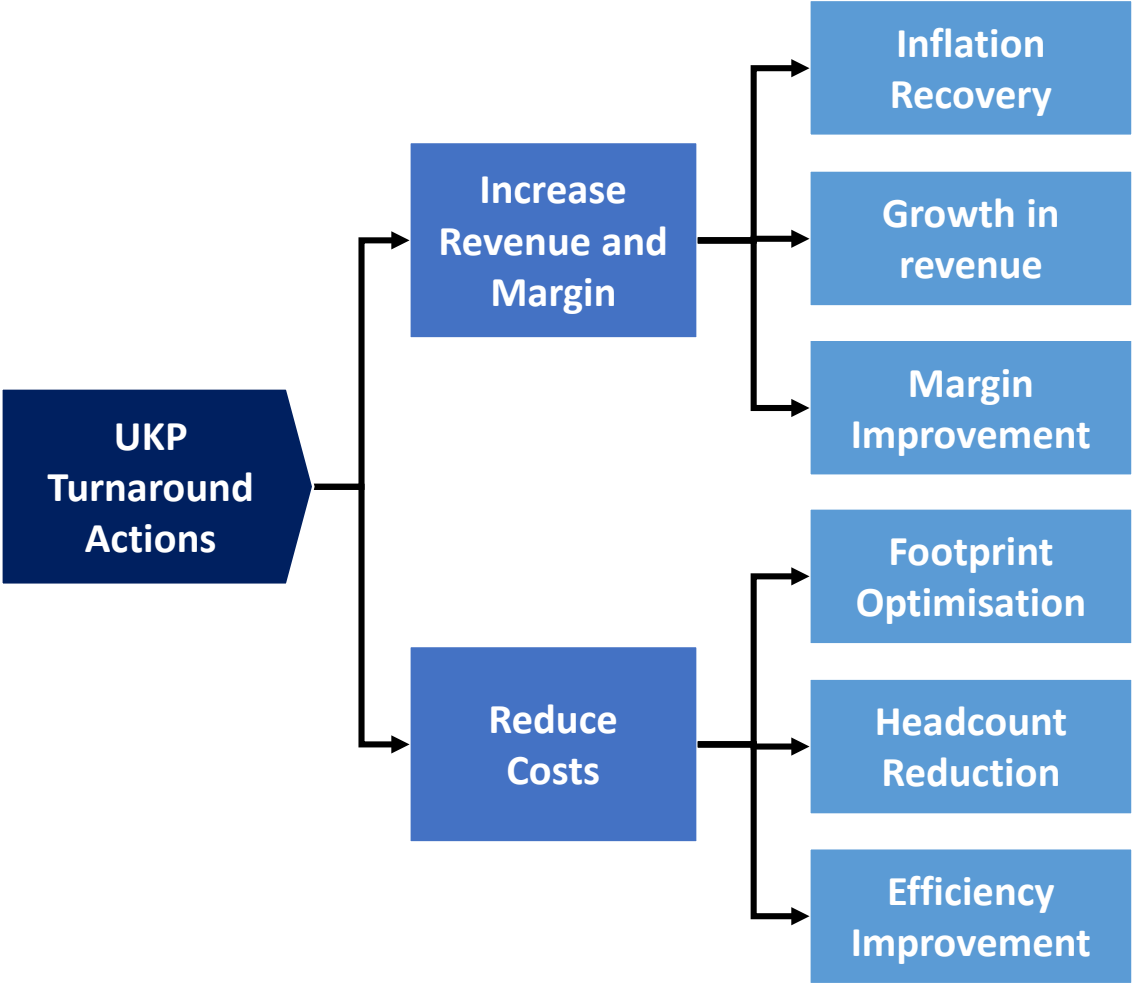 Inflation
Recovery
Increase
Revenue and
Margin
Growth in
revenue
Margin
Improvement
UKP
Turnaround
Actions
Footprint
Optimisation
Reduce
Costs
Headcount
Reduction
Efficiency
Improvement